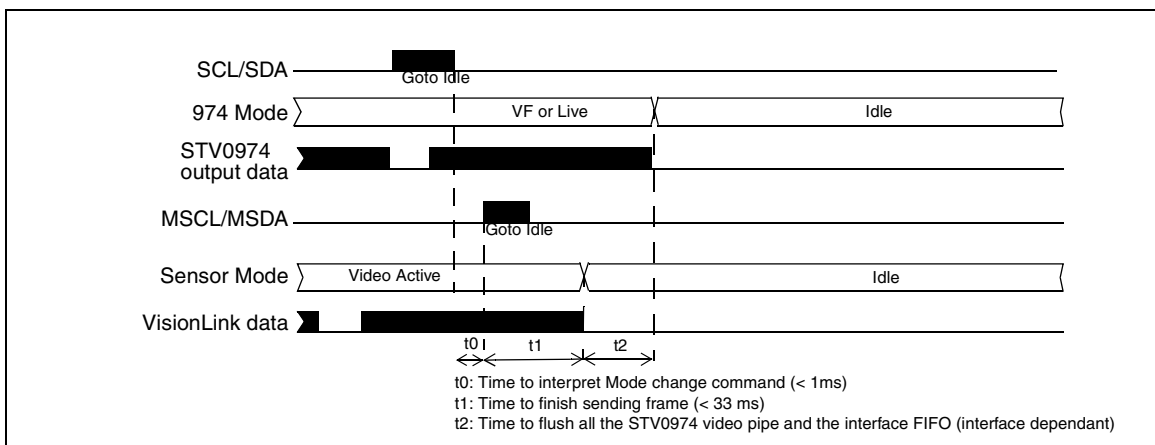 SCL/SDA
Goto Idle
974 Mode
VF or Live
Idle
STV0974
output data
MSCL/MSDA
Goto Idle
Sensor Mode
Video Active
Idle
VisionLink data
t0
t1
t2
t0: Time to interpret Mode change command (< 1ms)
t1: Time to finish sending frame (< 33 ms)
t2: Time to flush all the STV0974 video pipe and the interface FIFO (interface dependant)